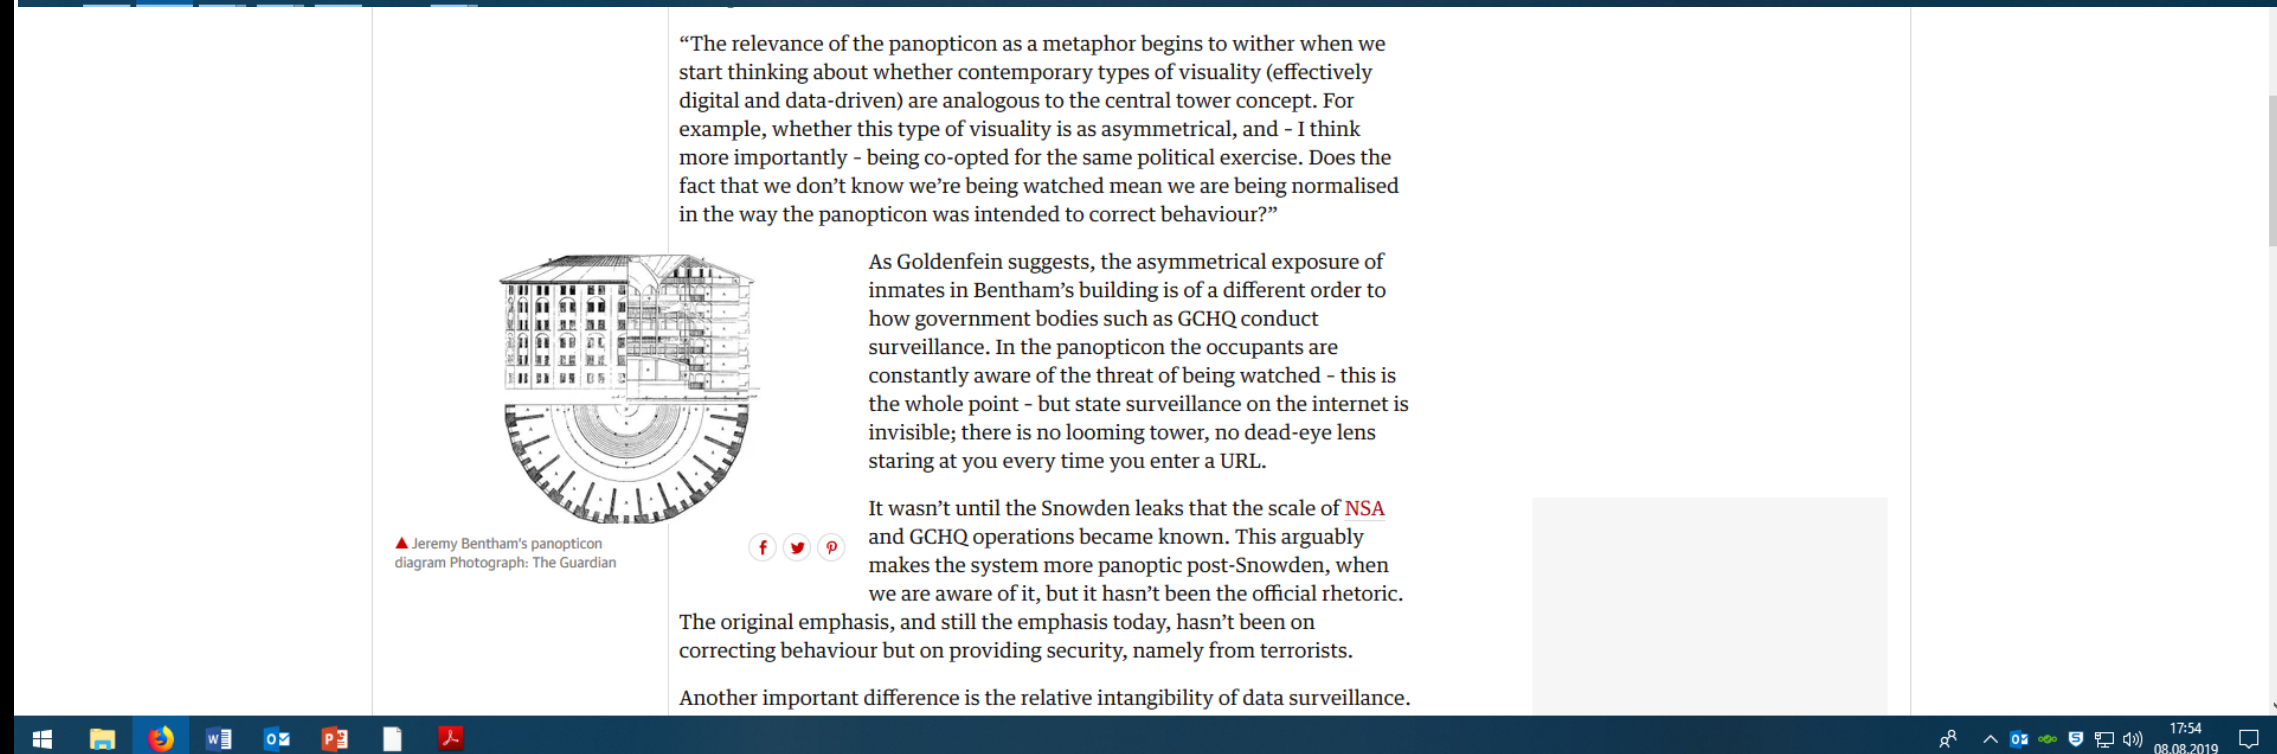 “The relevance of the panopticon as a metaphor begins to wither when we
start thinking about whether contemporary types of visuality (effectively
digital and data-driven) are analogous to the central tower concept. For
example, whether this type of visuality is as asymmetrical, and – I think
more importantly – being co-opted for the same political exercise. Does the
fact that we don’t know we’re being watched mean we are being normalised
in the way the panopticon was intended to correct behaviour?”
As Goldenfein suggests, the asymmetrical exposure of
inmates in Bentham’s building is of a different order to
how government bodies such as GCHQ conduct
surveillance. In the panopticon the occupants are
constantly aware of the threat of being watched – this is
the whole point – but state surveillance on the internet is
invisible; there is no looming tower, no dead-eye lens
staring at you every time you enter a URL.
Jeremy Bentham's panopticon
diagram Photograph: The Guardian
It wasn’t until the Snowden leaks that the scale of NSA
and GCHQ operations became known. This arguably
makes the system more panoptic post-Snowden, when
we are aware of it, but it hasn’t been the official rhetoric.
The original emphasis, and still the emphasis today, hasn’t been on
correcting behaviour but on providing security, namely from terrorists.
Another important difference is the relative intangibility of data surveillance.
17:54
08.08.2019